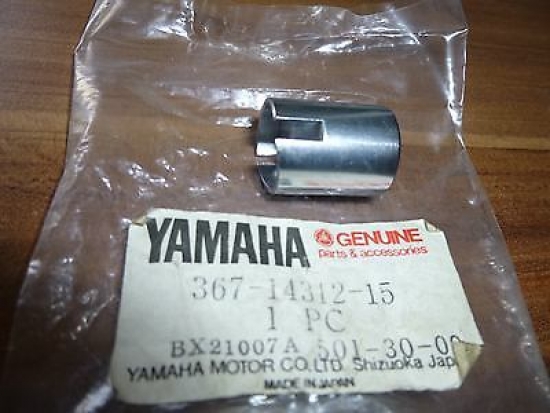 YAMAHA GENUINE
parts & accessories
367-14312-15
1 PC
BX21007A 501-30-00
YAMAHA MOTOR CO.,LTD Shizuoka Japan
MADE IN JAPAN